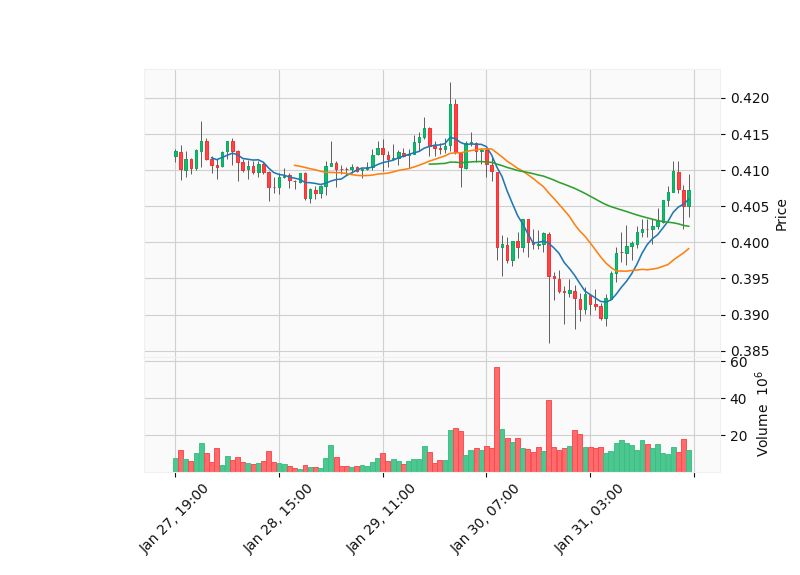 0.420
0.415
0.410
0.405
0.400
0.395
0.390
0.385
Price
60
40
20
Volume 10^6
Jan 27, 19:00
Jan 28, 15:00
Jan 29, 11:00
Jan 30, 07:00
Jan 31, 03:00